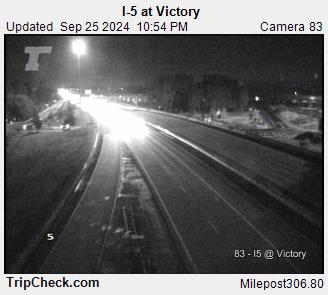 I-5 at Victory
Updated Sep 25 2024 10:54 PM Camera 83
T
S
83 - I5 @ Victory
TripCheck.com Milepost306.80